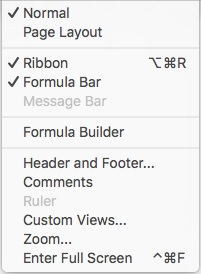 ✓ Normal
Page Layout
✓ Ribbon ⌥⌘R
✓ Formula Bar
Message Bar
Formula Builder
Header and Footer...
Comments
Ruler
Custom Views...
Zoom...
Enter Full Screen ^⌘F